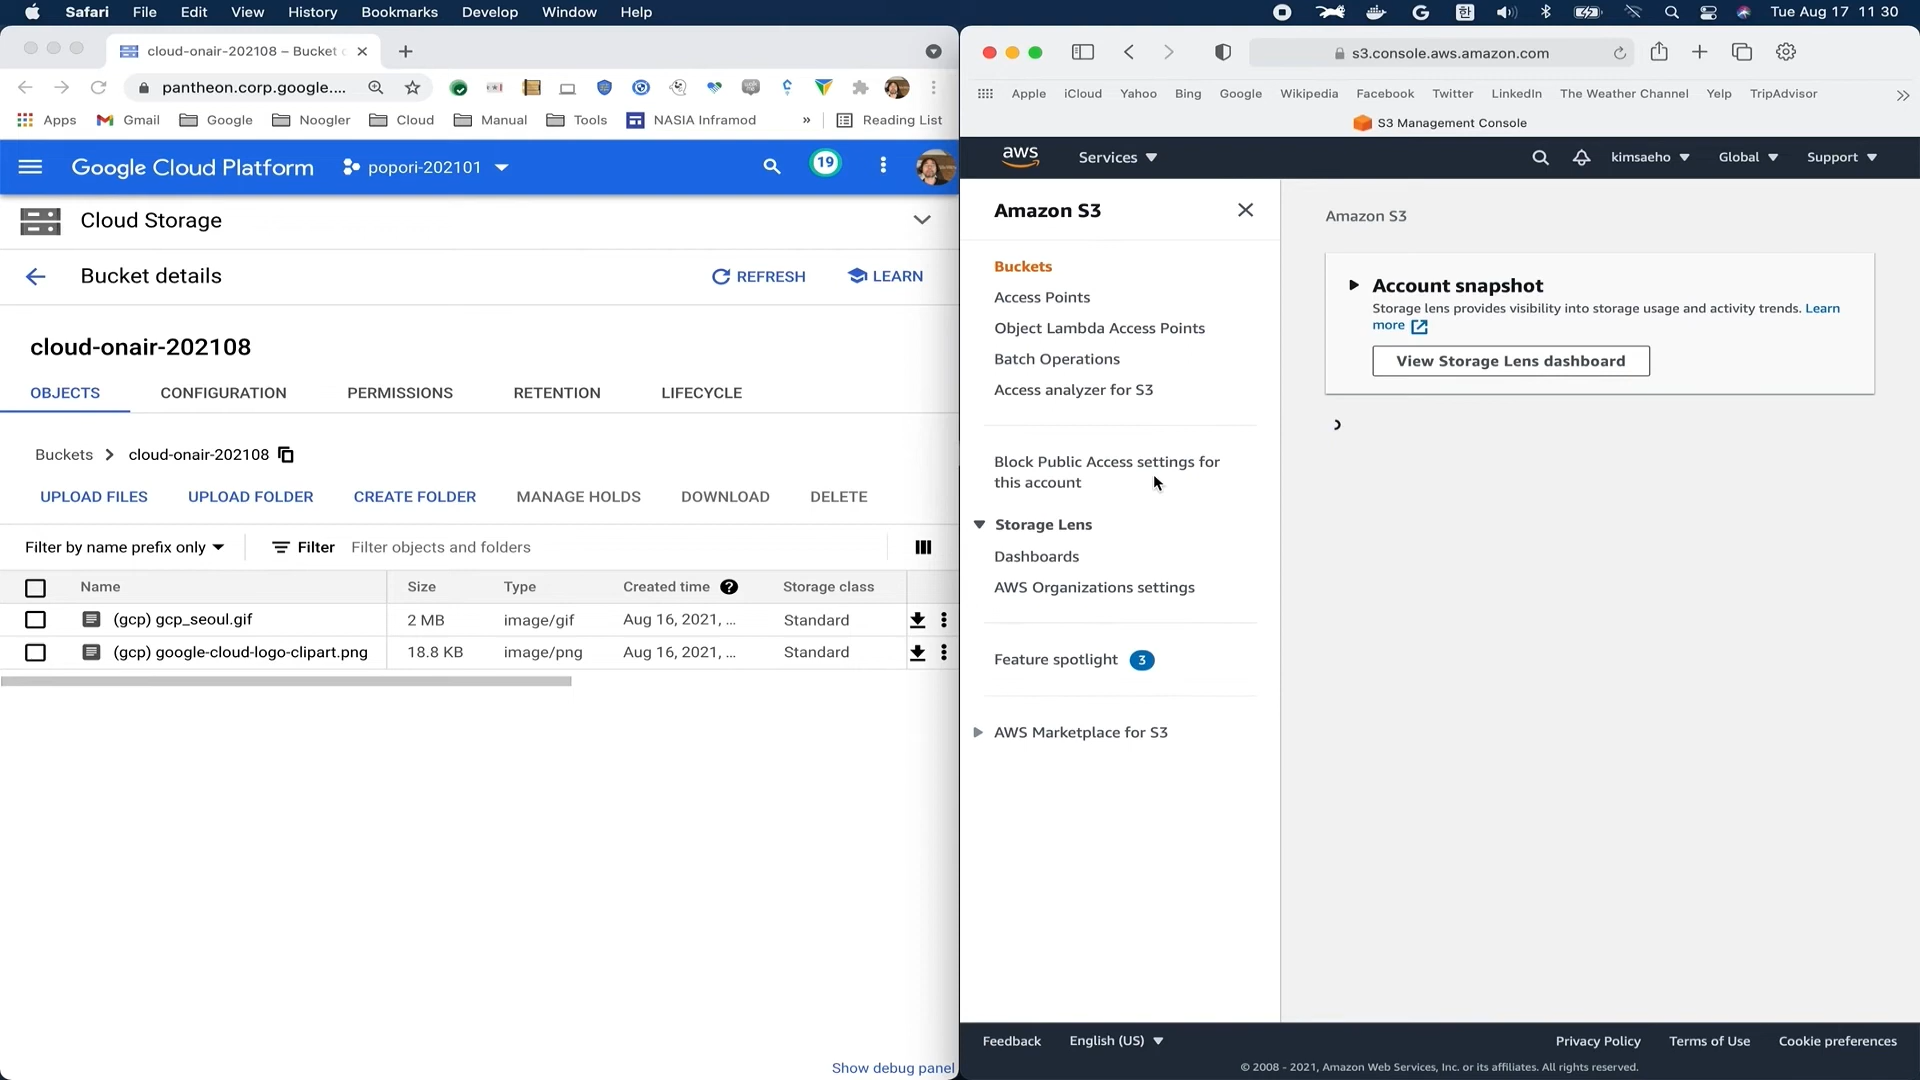 Safari File Edit View History Bookmarks Develop Window Help
한
Tue Aug 17 11 30
cloud-onair-202108 – Bucket
pantheon.corp.google....
Apps Gmail Google Noogler Cloud Manual Tools NASIA Inframod » Reading List
Google Cloud Platform popori-202101 19
Cloud Storage
Bucket details REFRESH LEARN
cloud-onair-202108
OBJECTS CONFIGURATION PERMISSIONS RETENTION LIFECYCLE
Buckets > cloud-onair-202108
UPLOAD FILES UPLOAD FOLDER CREATE FOLDER MANAGE HOLDS DOWNLOAD DELETE
Filter by name prefix only Filter Filter objects and folders
Name Size Type Created time Storage class
(gcp) gcp_seoul.gif 2 MB image/gif Aug 16, 2021, ... Standard
(gcp) google-cloud-logo-clipart.png 18.8 KB image/png Aug 16, 2021, ... Standard
Show debug panel
s3.console.aws.amazon.com
Apple iCloud Yahoo Bing Google Wikipedia Facebook Twitter LinkedIn The Weather Channel Yelp TripAdvisor
S3 Management Console
aws Services kimsaeho Global Support
Amazon S3
Buckets
Access Points
Object Lambda Access Points
Batch Operations
Access analyzer for S3
Block Public Access settings for
this account
Storage Lens
Dashboards
AWS Organizations settings
Feature spotlight 3
AWS Marketplace for S3
Amazon S3
Account snapshot
Storage lens provides visibility into storage usage and activity trends. Learn
more
View Storage Lens dashboard
Feedback English (US) Privacy Policy Terms of Use Cookie preferences
© 2008 - 2021, Amazon Web Services, Inc. or its affiliates. All rights reserved.